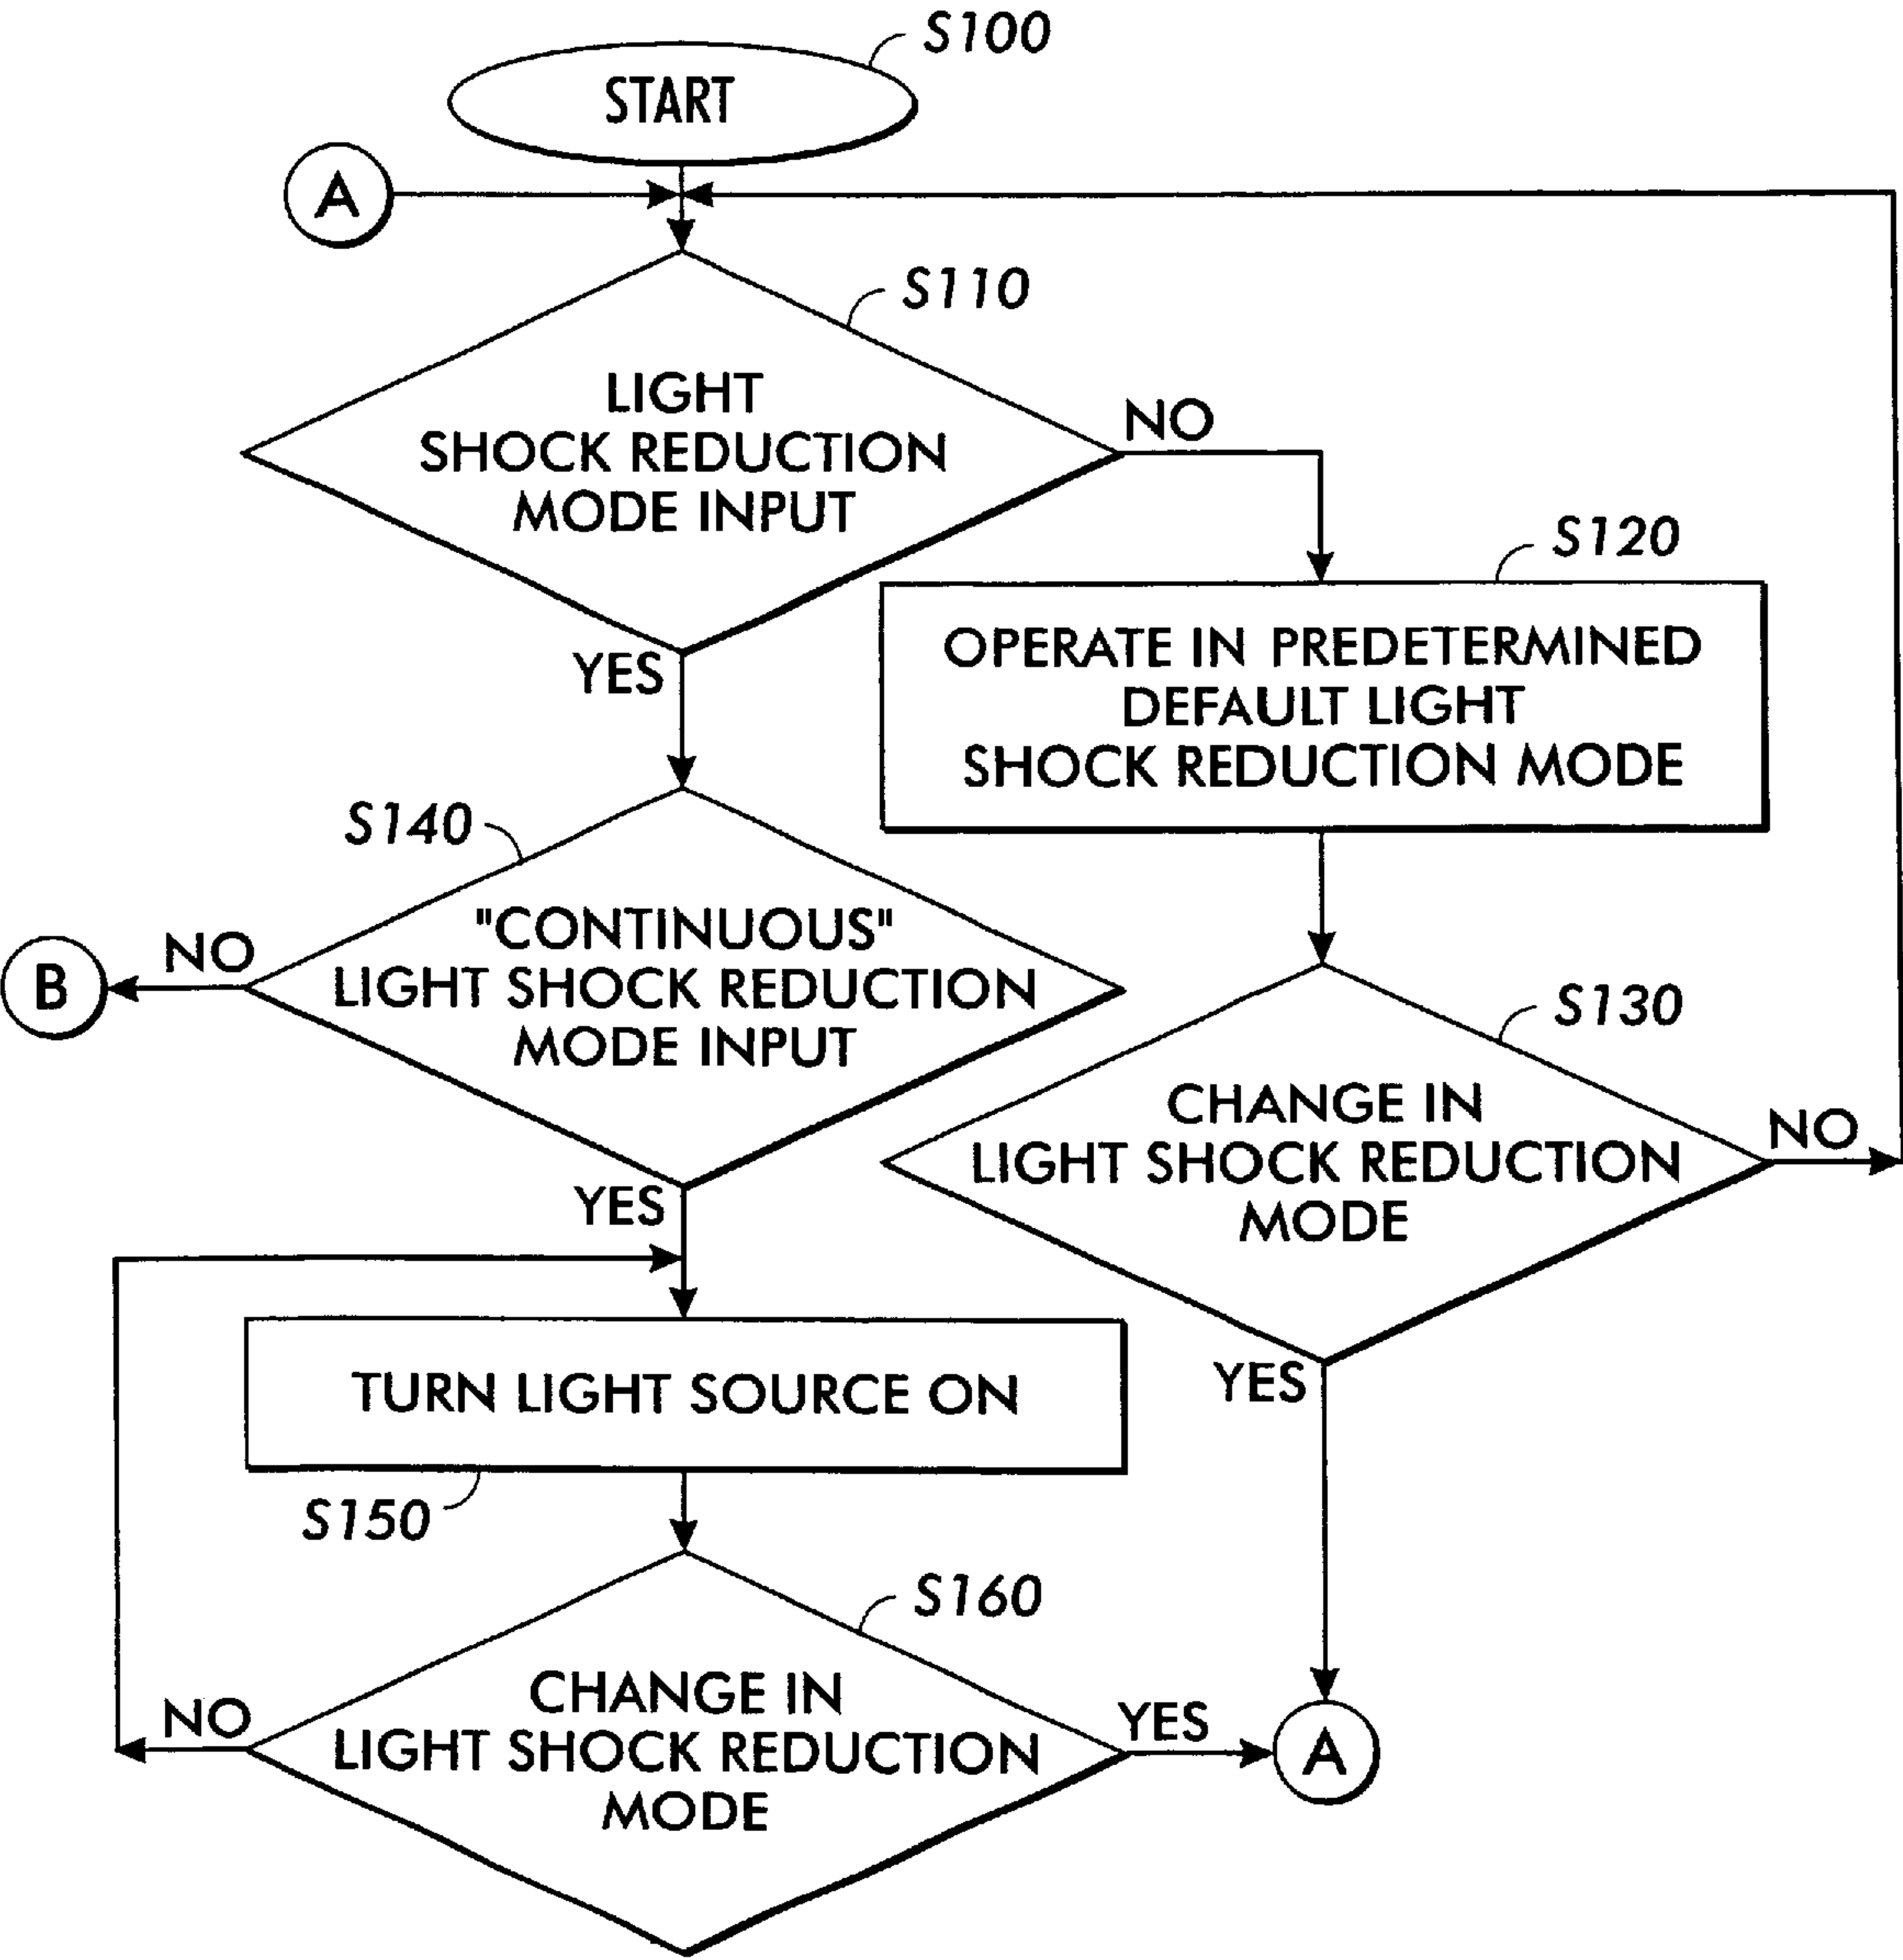 S100
START
A
S110
LIGHT
SHOCK REDUCTION
MODE INPUT
NO
YES
S120
OPERATE IN PREDETERMINED
DEFAULT LIGHT
SHOCK REDUCTION MODE
S140
"CONTINUOUS"
LIGHT SHOCK REDUCTION
MODE INPUT
NO
B
YES
S130
CHANGE IN
LIGHT SHOCK REDUCTION
MODE
NO
YES
TURN LIGHT SOURCE ON
S150
S160
CHANGE IN
LIGHT SHOCK REDUCTION
MODE
NO
YES
A